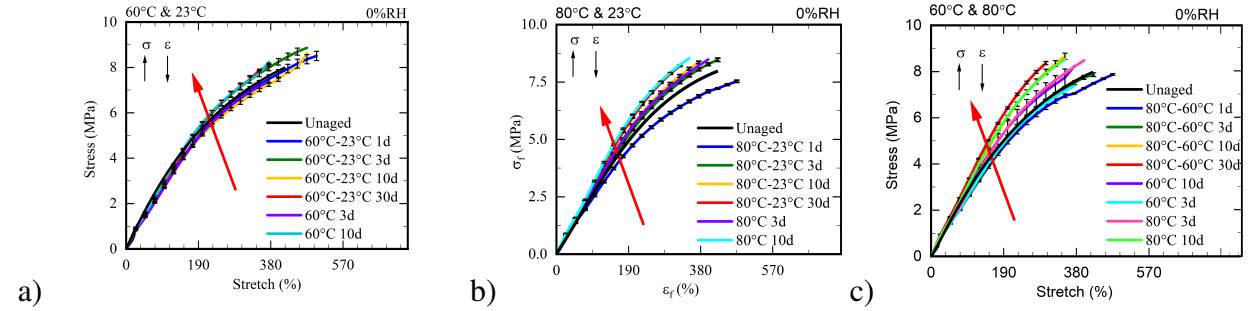 60°C & 23°C 0%RH
σ ε
Stress (MPa)
10
8
6
4
2
0
Unaged
60°C-23°C 1d
60°C-23°C 3d
60°C-23°C 10d
60°C-23°C 30d
60°C 3d
60°C 10d
0 190 380 570
Stretch (%)
a)
80°C & 23°C 0%RH
σ ε
σf (MPa)
10.0
7.5
5.0
2.5
0.0
Unaged
80°C-23°C 1d
80°C-23°C 3d
80°C-23°C 10d
80°C-23°C 30d
80°C 3d
80°C 10d
0 190 380 570
εf (%)
b)
60°C & 80°C 0%RH
σ ε
Stress (MPa)
10
8
6
4
2
0
Unaged
80°C-60°C 1d
80°C-60°C 3d
80°C-60°C 10d
80°C-60°C 30d
60°C 10d
60°C 3d
80°C 3d
80°C 10d
0 190 380 570
Stretch (%)
c)